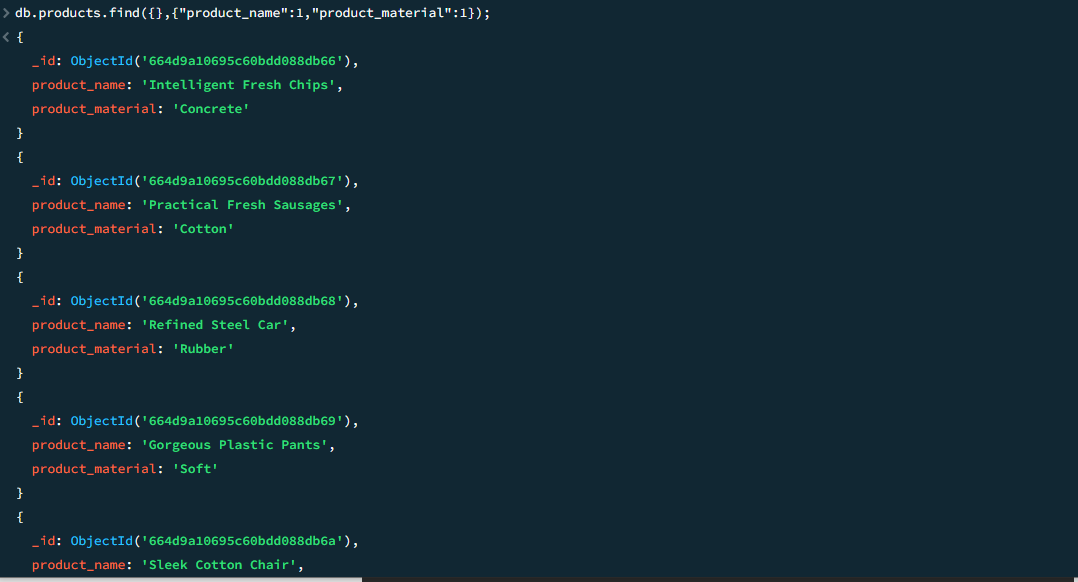 > db.products.find({},{"product_name":1,"product_material":1});
< {
_id: ObjectId('664d9a10695c60bdd088db66'),
product_name: 'Intelligent Fresh Chips',
product_material: 'Concrete'
}
{
_id: ObjectId('664d9a10695c60bdd088db67'),
product_name: 'Practical Fresh Sausages',
product_material: 'Cotton'
}
{
_id: ObjectId('664d9a10695c60bdd088db68'),
product_name: 'Refined Steel Car',
product_material: 'Rubber'
}
{
_id: ObjectId('664d9a10695c60bdd088db69'),
product_name: 'Gorgeous Plastic Pants',
product_material: 'Soft'
}
{
_id: ObjectId('664d9a10695c60bdd088db6a'),
product_name: 'Sleek Cotton Chair',